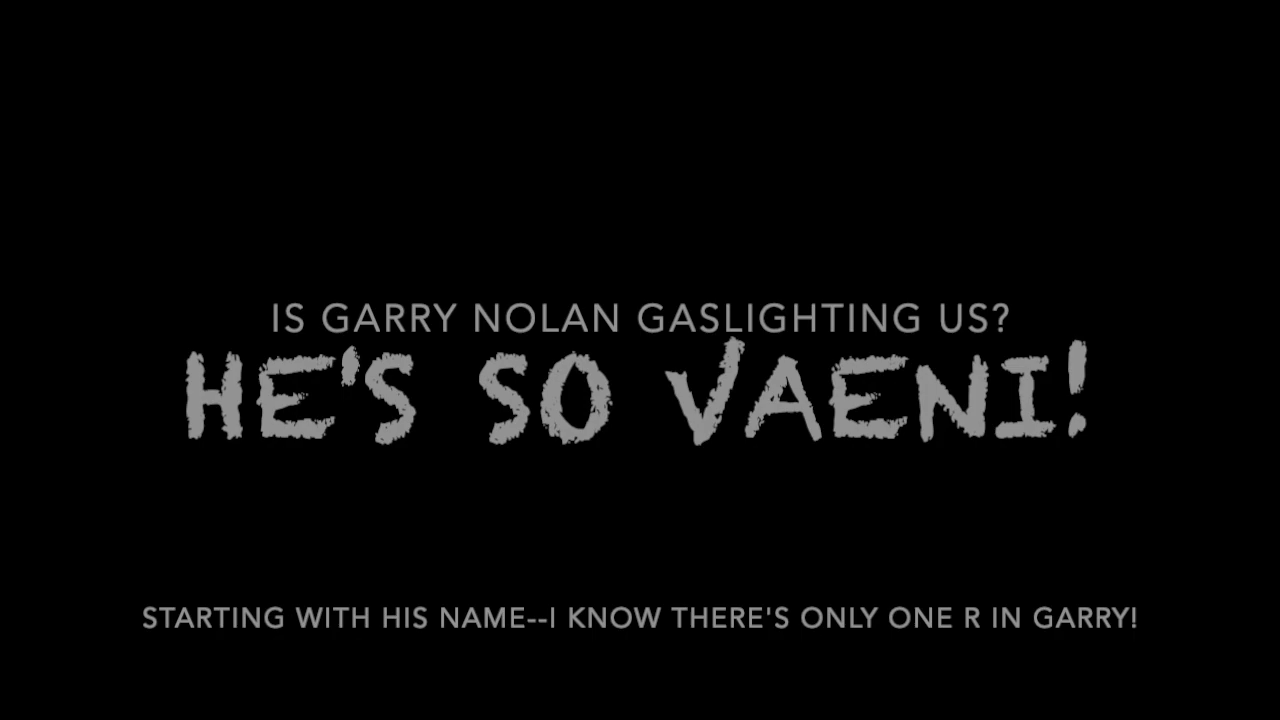 IS GARRY NOLAN GASLIGHTING US?
HE'S SO VAENI!
STARTING WITH HIS NAME--I KNOW THERE'S ONLY ONE R IN GARRY!